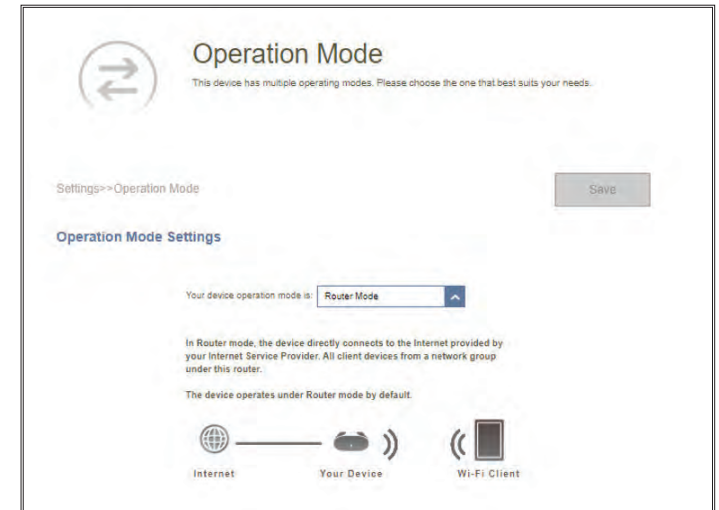 Operation Mode
This device has multiple operating modes. Please choose the one that best suits your needs.
Settings>>Operation Mode
Save
Operation Mode Settings
Your device operation mode is:
Router Mode
In Router mode, the device directly connects to the Internet provided by
your Internet Service Provider. All client devices from a network group
under this router.
The device operates under Router mode by default.
Internet
Your Device
Wi-Fi Client